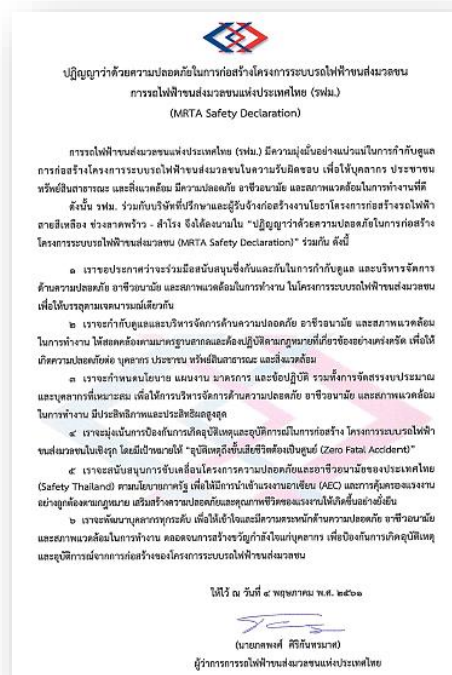 ปฏิญญาว่าด้วยความปลอดภัยในการก่อสร้างโครงการระบบรถไฟฟ้าขนส่งมวลชน
การรถไฟฟ้าขนส่งมวลชนแห่งประเทศไทย (รฟม.)
(MRTA Safety Declaration)
การรถไฟฟ้าขนส่งมวลชนแห่งประเทศไทย (รฟม.) มีความมุ่งมั่นอย่างแน่วแน่ในการกำกับดูแล
การก่อสร้างโครงการระบบรถไฟฟ้าขนส่งมวลชนในความรับผิดชอบ เพื่อให้บุคลากร ประชาชน
ทรัพย์สินสาธารณะ และสิ่งแวดล้อม มีความปลอดภัย อาชีวอนามัย และสภาพแวดล้อมในการทำงานที่ดี
ดังนั้น รฟม. ร่วมกับบริษัทที่ปรึกษาและผู้รับจ้างก่อสร้างงานโยธาโครงการก่อสร้างรถไฟฟ้า
สายสีเหลือง ช่วงลาดพร้าว - สำโรง จึงได้ลงนามใน "ปฏิญญาว่าด้วยความปลอดภัยในการก่อสร้าง
โครงการระบบรถไฟฟ้าขนส่งมวลชน (MRTA Safety Declaration)" ร่วมกัน ดังนี้
๑ เราขอประกาศว่าจะร่วมมือสนับสนุนซึ่งกันและกันในการกำกับดูแล และบริหารจัดการ
ด้านความปลอดภัย อาชีวอนามัย และสภาพแวดล้อมในการทำงาน ในโครงการระบบรถไฟฟ้าขนส่งมวลชน
เพื่อให้บรรลุตามเจตนารมณ์เดียวกัน
๒ เราจะกำกับดูแลและบริหารจัดการด้านความปลอดภัย อาชีวอนามัย และสภาพแวดล้อม
ในการทำงาน ให้สอดคล้องตามมาตรฐานสากลและต้องปฏิบัติตามกฎหมายที่เกี่ยวข้องอย่างเคร่งครัด เพื่อให้
เกิดความปลอดภัยต่อ บุคลากร ประชาชน ทรัพย์สินสาธารณะ และสิ่งแวดล้อม
๓ เราจะกำหนดนโยบาย แผนงาน มาตรการ และข้อปฏิบัติ รวมทั้งการจัดสรรงบประมาณ
และบุคลากรที่เหมาะสม เพื่อให้การบริหารจัดการด้านความปลอดภัย อาชีวอนามัย และสภาพแวดล้อม
ในการทำงาน มีประสิทธิภาพและประสิทธิผลสูงสุด
๔ เราจะมุ่งเน้นการป้องกันการเกิดอุบัติเหตุและอุบัติการณ์ในการก่อสร้าง โครงการระบบรถไฟฟ้า
ขนส่งมวลชนในเชิงรุก โดยมีเป้าหมายให้ "อุบัติเหตุถึงขั้นเสียชีวิตต้องเป็นศูนย์ (Zero Fatal Accident)"
๕ เราจะสนับสนุนการขับเคลื่อนโครงการความปลอดภัยและอาชีวอนามัยของประเทศไทย
(Safety Thailand) ตามนโยบายภาครัฐ เพื่อให้มีการนำเข้าแรงงานอาเซียน (AEC) และการคุ้มครองแรงงาน
อย่างถูกต้องตามกฎหมาย เสริมสร้างความปลอดภัยและคุณภาพชีวิตของแรงงานให้เกิดขึ้นอย่างยั่งยืน
๖ เราจะพัฒนาบุคลากรทุกระดับ เพื่อให้เข้าใจและมีความตระหนักด้านความปลอดภัย อาชีวอนามัย
และสภาพแวดล้อมในการทำงาน ตลอดจนการสร้างขวัญกำลังใจแก่บุคลากร เพื่อป้องกันการเกิดอุบัติเหตุ
และอุบัติการณ์จากการก่อสร้างของโครงการระบบรถไฟฟ้าขนส่งมวลชน
ให้ไว้ ณ วันที่ ๔ พฤษภาคม พ.ศ. ๒๕๖๑
(นายภคพงศ์ ศิริกันทรมาศ)
ผู้ว่าการการรถไฟฟ้าขนส่งมวลชนแห่งประเทศไทย